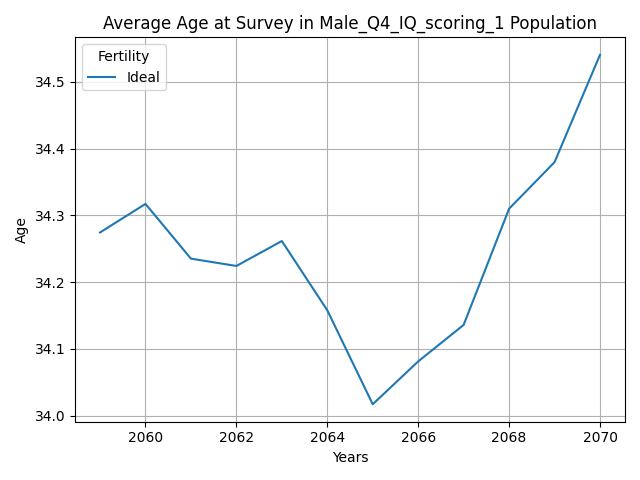 Average Age at Survey in Male_Q4_IQ_scoring_1 Population
Fertility
Ideal
Age
34.5
34.4
34.3
34.2
34.1
34.0
2060 2062 2064 2066 2068 2070
Years